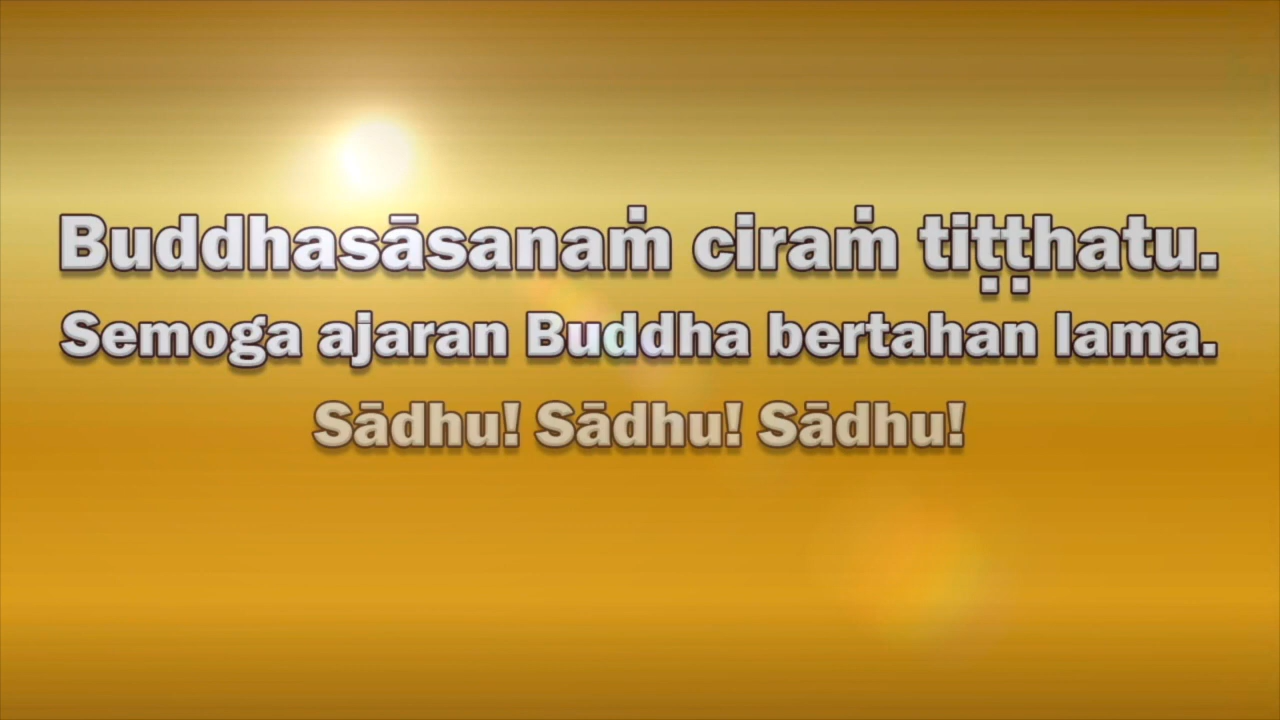 Buddhasāsanaṁ ciraṁ tiṭṭhatu.
Semoga ajaran Buddha bertahan lama.
Sādhu! Sādhu! Sādhu!